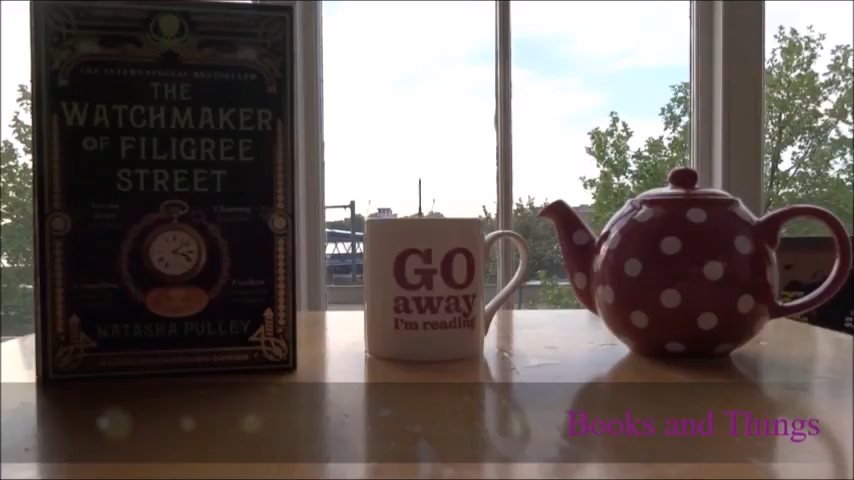 THE INTERNATIONAL BESTSELLER
THE
WATCHMAKER
OF FILIGREE
STREET
NATASHA PULLEY
GO
away
I'm reading
Books and Things